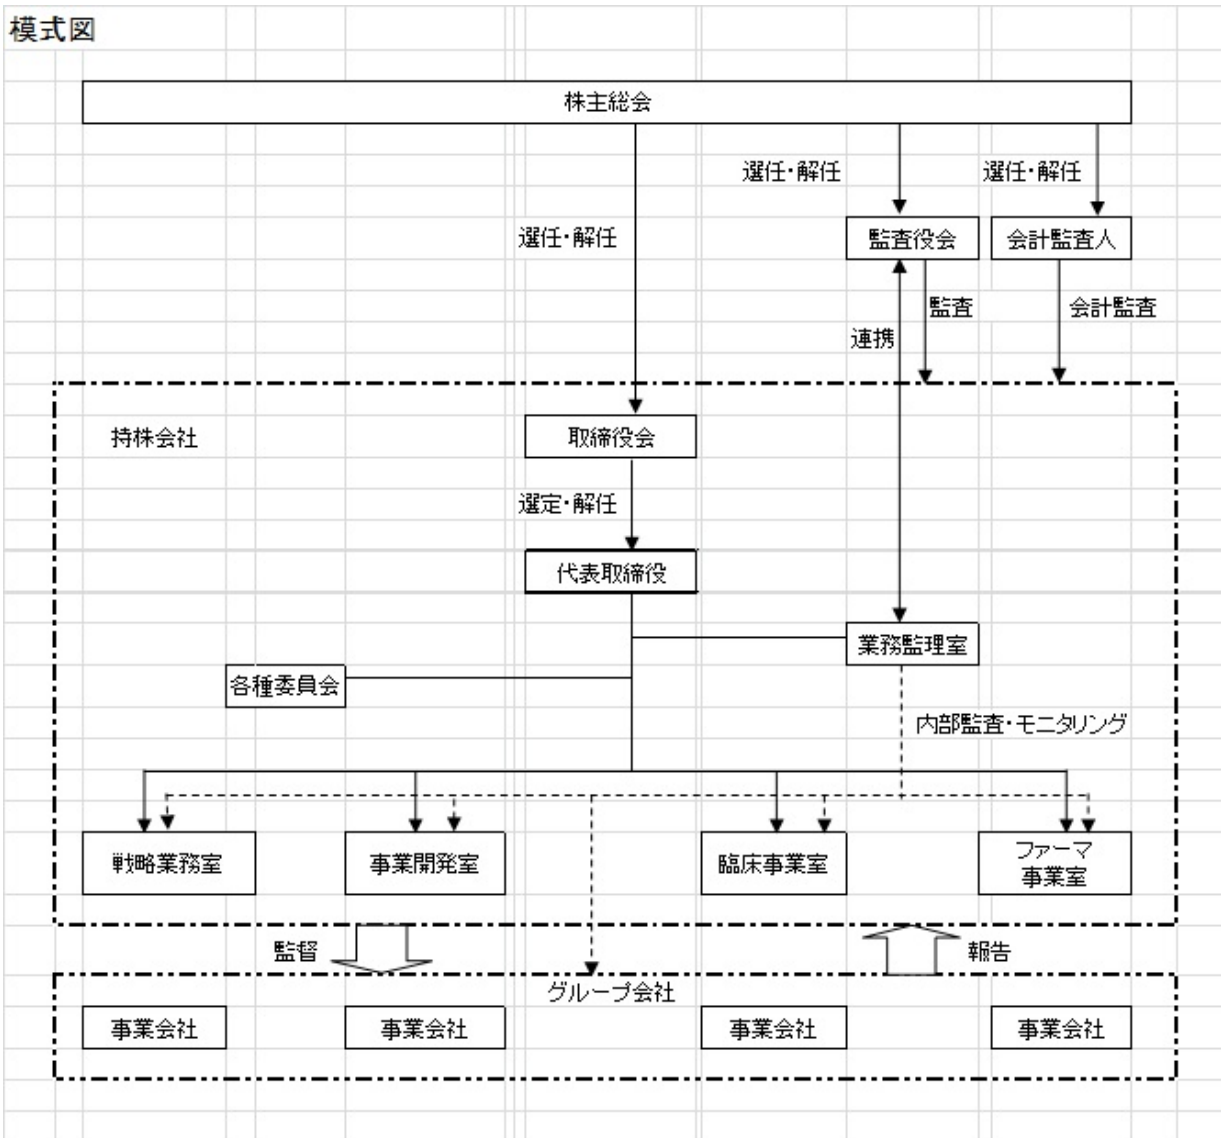 模式図
株主総会
選任・解任
選任・解任
選任・解任
監査役会
会計監査人
監査
会計監査
連携
持株会社
取締役会
選定・解任
代表取締役
業務監理室
各種委員会
内部監査・モニタリング
戦略業務室
事業開発室
臨床事業室
ファーマ
事業室
監督
報告
グループ会社
事業会社
事業会社
事業会社
事業会社